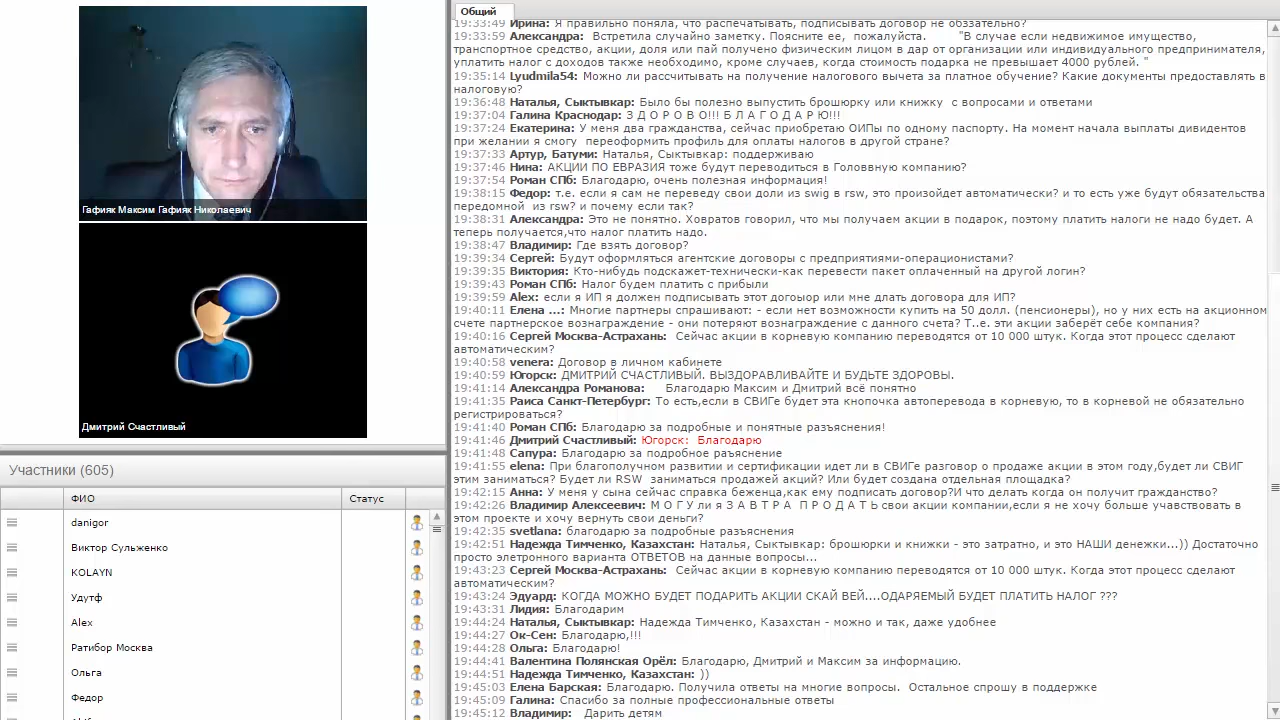 Гафияк Максим Гафияк Николаевич
Дмитрий Счастливый
Участники (605)
ФИО
Статус
danigor
Виктор Сульженко
KOLAYN
Удутф
Alex
Ратибор Москва
Ольга
Федор
Общий
19:33:49 Ирина: Я правильно поняла, что распечатывать, подписывать договор не обззательно?
19:33:59 Александра: Встретила случайно заметку. Поясните ее, пожалуйста. "В случае если недвижимое имущество,
транспортное средство, акции, доля или пай получено физическим лицом в дар от организации или индивидуального предпринимателя,
уплатить налог с доходов также необходимо, кроме случаев, когда стоимость подарка не превышает 4000 рублей. "
19:35:14 Lyudmila54: Можно ли рассчитывать на получение налогового вычета за платное обучение? Какие документы предоставлять в
налоговую?
19:36:48 Наталья, Сыктывкар: Было бы полезно выпустить брошюрку или книжку с вопросами и ответами
19:37:04 Галина Краснодар: З Д О Р О В О!!! Б Л А Г О Д А Р Ю!!!
19:37:24 Екатерина: У меня два гражданства, сейчас приобретаю ОИПы по одному паспорту. На момент начала выплаты дивидентов
при желании я смогу переоформить профиль для оплаты налогов в другой стране?
19:37:33 Артур, Батуми: Наталья, Сыктывкар: поддерживаю
19:37:46 Нина: АКЦИИ ПО ЕВРАЗИЯ тоже будут переводиться в Головвную компанию?
19:37:54 Роман СПб: Благодарю, очень полезная информация!
19:38:15 Федор: т.е. если я сам не переведу свои доли из swig в rsw, это произойдет автоматически? и то есть уже будут обязательства
передомной из rsw? и почему если так?
19:38:31 Александра: Это не понятно. Ховратов говорил, что мы получаем акции в подарок, поэтому платить налоги не надо будет. А
теперь получается,что налог платить надо.
19:38:47 Владимир: Где взять договор?
19:39:34 Сергей: Будут оформляться агентские договоры с предприятиями-операционистами?
19:39:35 Виктория: Кто-нибудь подскажет-технически-как перевести пакет оплаченный на другой логин?
19:39:43 Роман СПб: Налог будем платить с прибыли
19:39:59 Alex: если я ИП я должен подписывать этот догоыор или мне длать договора для ИП?
19:40:11 Елена ...: Многие партнеры спрашивают: - если нет возможности купить на 50 долл. (пенсионеры), но у них есть на акционном
счете партнерское вознаграждение - они потеряют вознаграждение с данного счета? Т..е. эти акции заберёт себе компания?
19:40:16 Сергей Москва-Астрахань: Сейчас акции в корневую компанию переводятся от 10 000 штук. Когда этот процесс сделают
автоматическим?
19:40:58 venera: Договор в личном кабинете
19:40:59 Югорск: ДМИТРИЙ СЧАСТЛИВЫЙ. ВЫЗДОРАВЛИВАЙТЕ И БУДЬТЕ ЗДОРОВЫ.
19:41:14 Александра Романова: Благодарю Максим и Дмитрий всё понятно
19:41:35 Раиса Санкт-Петербург: То есть,если в СВИГе будет эта кнопочка автоперевода в корневую, то в корневой не обязательно
регистрироваться?
19:41:40 Роман СПб: Благодарю за подробные и понятные разъяснения!
19:41:46 Дмитрий Счастливый: Югорск: Благодарю
19:41:48 Сапура: Благодарю за подробное раъяснение
19:41:55 elena: При благополучном развитии и сертификации идет ли в СВИГе разговор о продаже акции в этом году,будет ли СВИГ
этим заниматься? Будет ли RSW заниматься продажей акций? Или будет создана отдельная площадка?
19:42:15 Анна: У меня у сына сейчас справка беженца,как ему подписать договор?И что делать когда он получит гражданство?
19:42:26 Владимир Алексеевич: М О Г У ли я З А В Т Р А П Р О Д А Т Ь свои акции компании,если я не хочу больше учавствовать в
этом проекте и хочу вернуть свои деньги?
19:42:35 svetlana: благодарю за подробные разъяснения
19:42:51 Надежда Тимченко, Казахстан: Наталья, Сыктывкар: брошюрки и книжки - это затратно, и это НАШИ денежки...)) Достаточно
просто элетронного варианта ОТВЕТОВ на данные вопросы...
19:43:23 Сергей Москва-Астрахань: Сейчас акции в корневую компанию переводятся от 10 000 штук. Когда этот процесс сделают
автоматическим?
19:43:24 Эдуард: КОГДА МОЖНО БУДЕТ ПОДАРИТЬ АКЦИИ СКАЙ ВЕЙ....ОДАРЯЕМЫЙ БУДЕТ ПЛАТИТЬ НАЛОГ ???
19:43:31 Лидия: Благодарим
19:44:24 Наталья, Сыктывкар: Надежда Тимченко, Казахстан - можно и так, даже удобнее
19:44:27 Ок-Сен: Благодарю,!!!
19:44:28 Ольга: Благодарю!
19:44:41 Валентина Полянская Орёл: Благодарю, Дмитрий и Максим за информацию.
19:44:51 Надежда Тимченко, Казахстан: ))
19:45:03 Елена Барская: Благодарю. Получила ответы на многие вопросы. Остальное спрошу в поддержке
19:45:09 Галина: Спасибо за полные профессиональные ответы
19:45:12 Владимир: Дарить детям